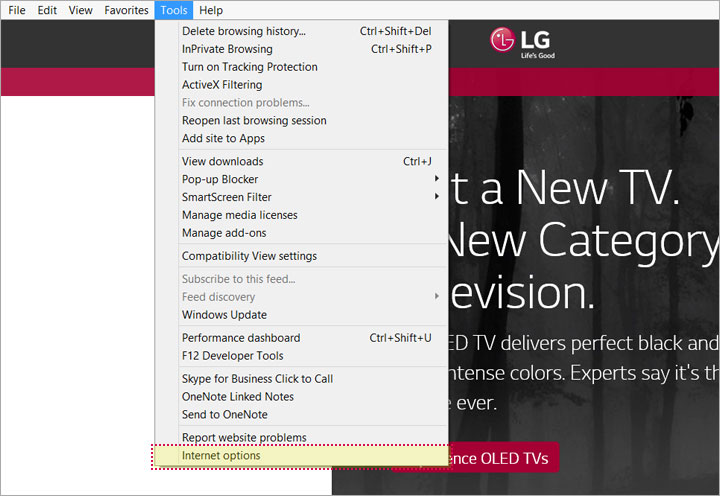 File Edit View Favorites Tools Help
Delete browsing history... Ctrl+Shift+Del
InPrivate Browsing Ctrl+Shift+P
Turn on Tracking Protection
ActiveX Filtering
Fix connection problems...
Reopen last browsing session
Add site to Apps
View downloads Ctrl+J
Pop-up Blocker
SmartScreen Filter
Manage media licenses
Manage add-ons
Compatibility View settings
Subscribe to this feed...
Feed discovery
Windows Update
Performance dashboard Ctrl+Shift+U
F12 Developer Tools
Skype for Business Click to Call
OneNote Linked Notes
Send to OneNote
Report website problems
Internet options
LG
Life's Good
t a New TV.
New Category
evision.
ED TV delivers perfect black and
ntense colors. Experts say it's th
ever.
ence OLED TVs